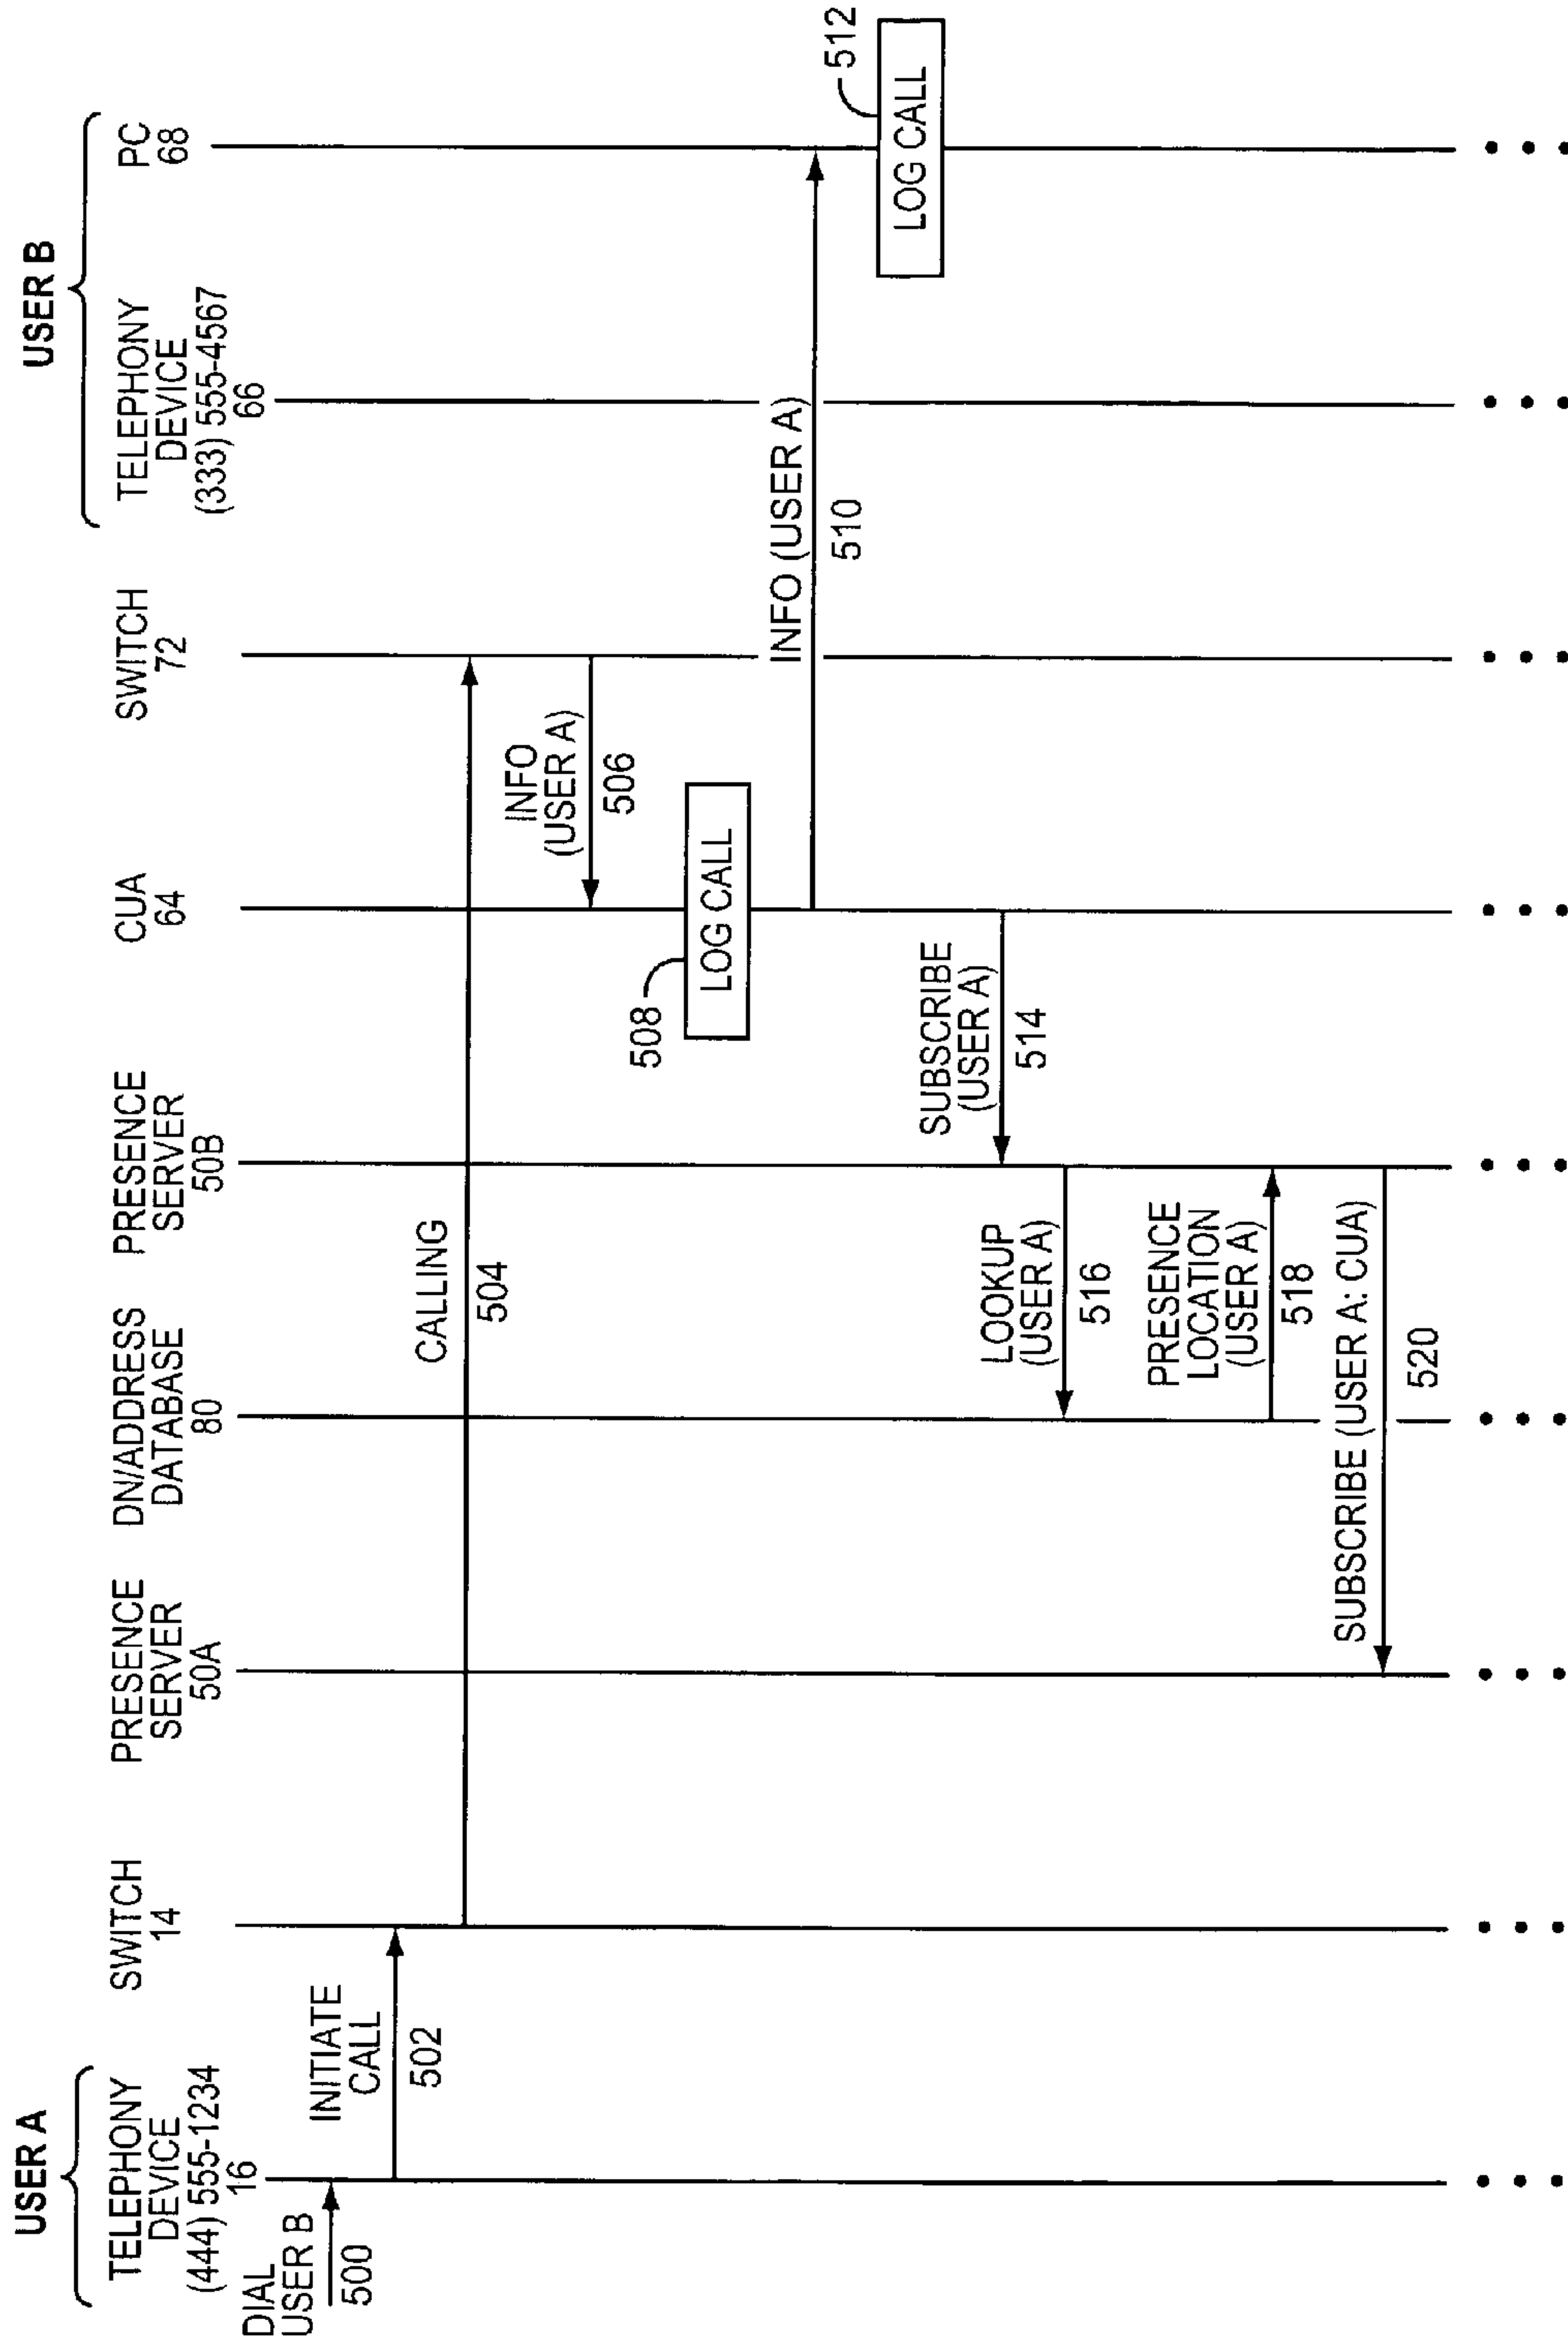 USER A
TELEPHONY
DEVICE
(444) 555-1234
16
SWITCH
14
PRESENCE
SERVER
50A
DN/ADDRESS
DATABASE
80
PRESENCE
SERVER
50B
CUA
64
SWITCH
72
USER B
TELEPHONY
DEVICE
(333) 555-4567
66
PC
68
DIAL
USER B
500
INITIATE
CALL
502
CALLING
504
INFO
(USER A)
506
508
LOG CALL
INFO (USER A)
510
512
LOG CALL
SUBSCRIBE
(USER A)
514
LOOKUP
(USER A)
516
PRESENCE
LOCATION
(USER A)
518
SUBSCRIBE (USER A: CUA)
520